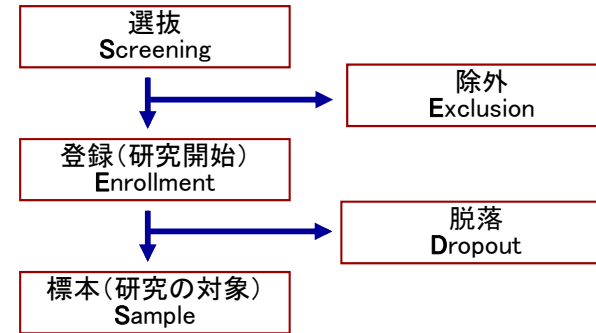 選抜
Screening
除外
Exclusion
登録(研究開始)
Enrollment
脱落
Dropout
標本(研究の対象)
Sample